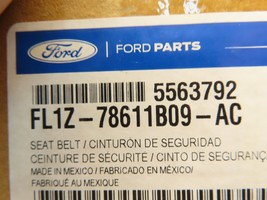 Ford
FORD PARTS
5563792
FL1Z-78611B09-AC
SEAT BELT / CINTURÓN DE SEGURIDAD
CEINTURE DE SÉCURITÉ / CINTO DE SEGURANÇ
MADE IN MEXICO / FABRICADO EN MÉXICO/
FABRIQUÉ AU MEXIQUE